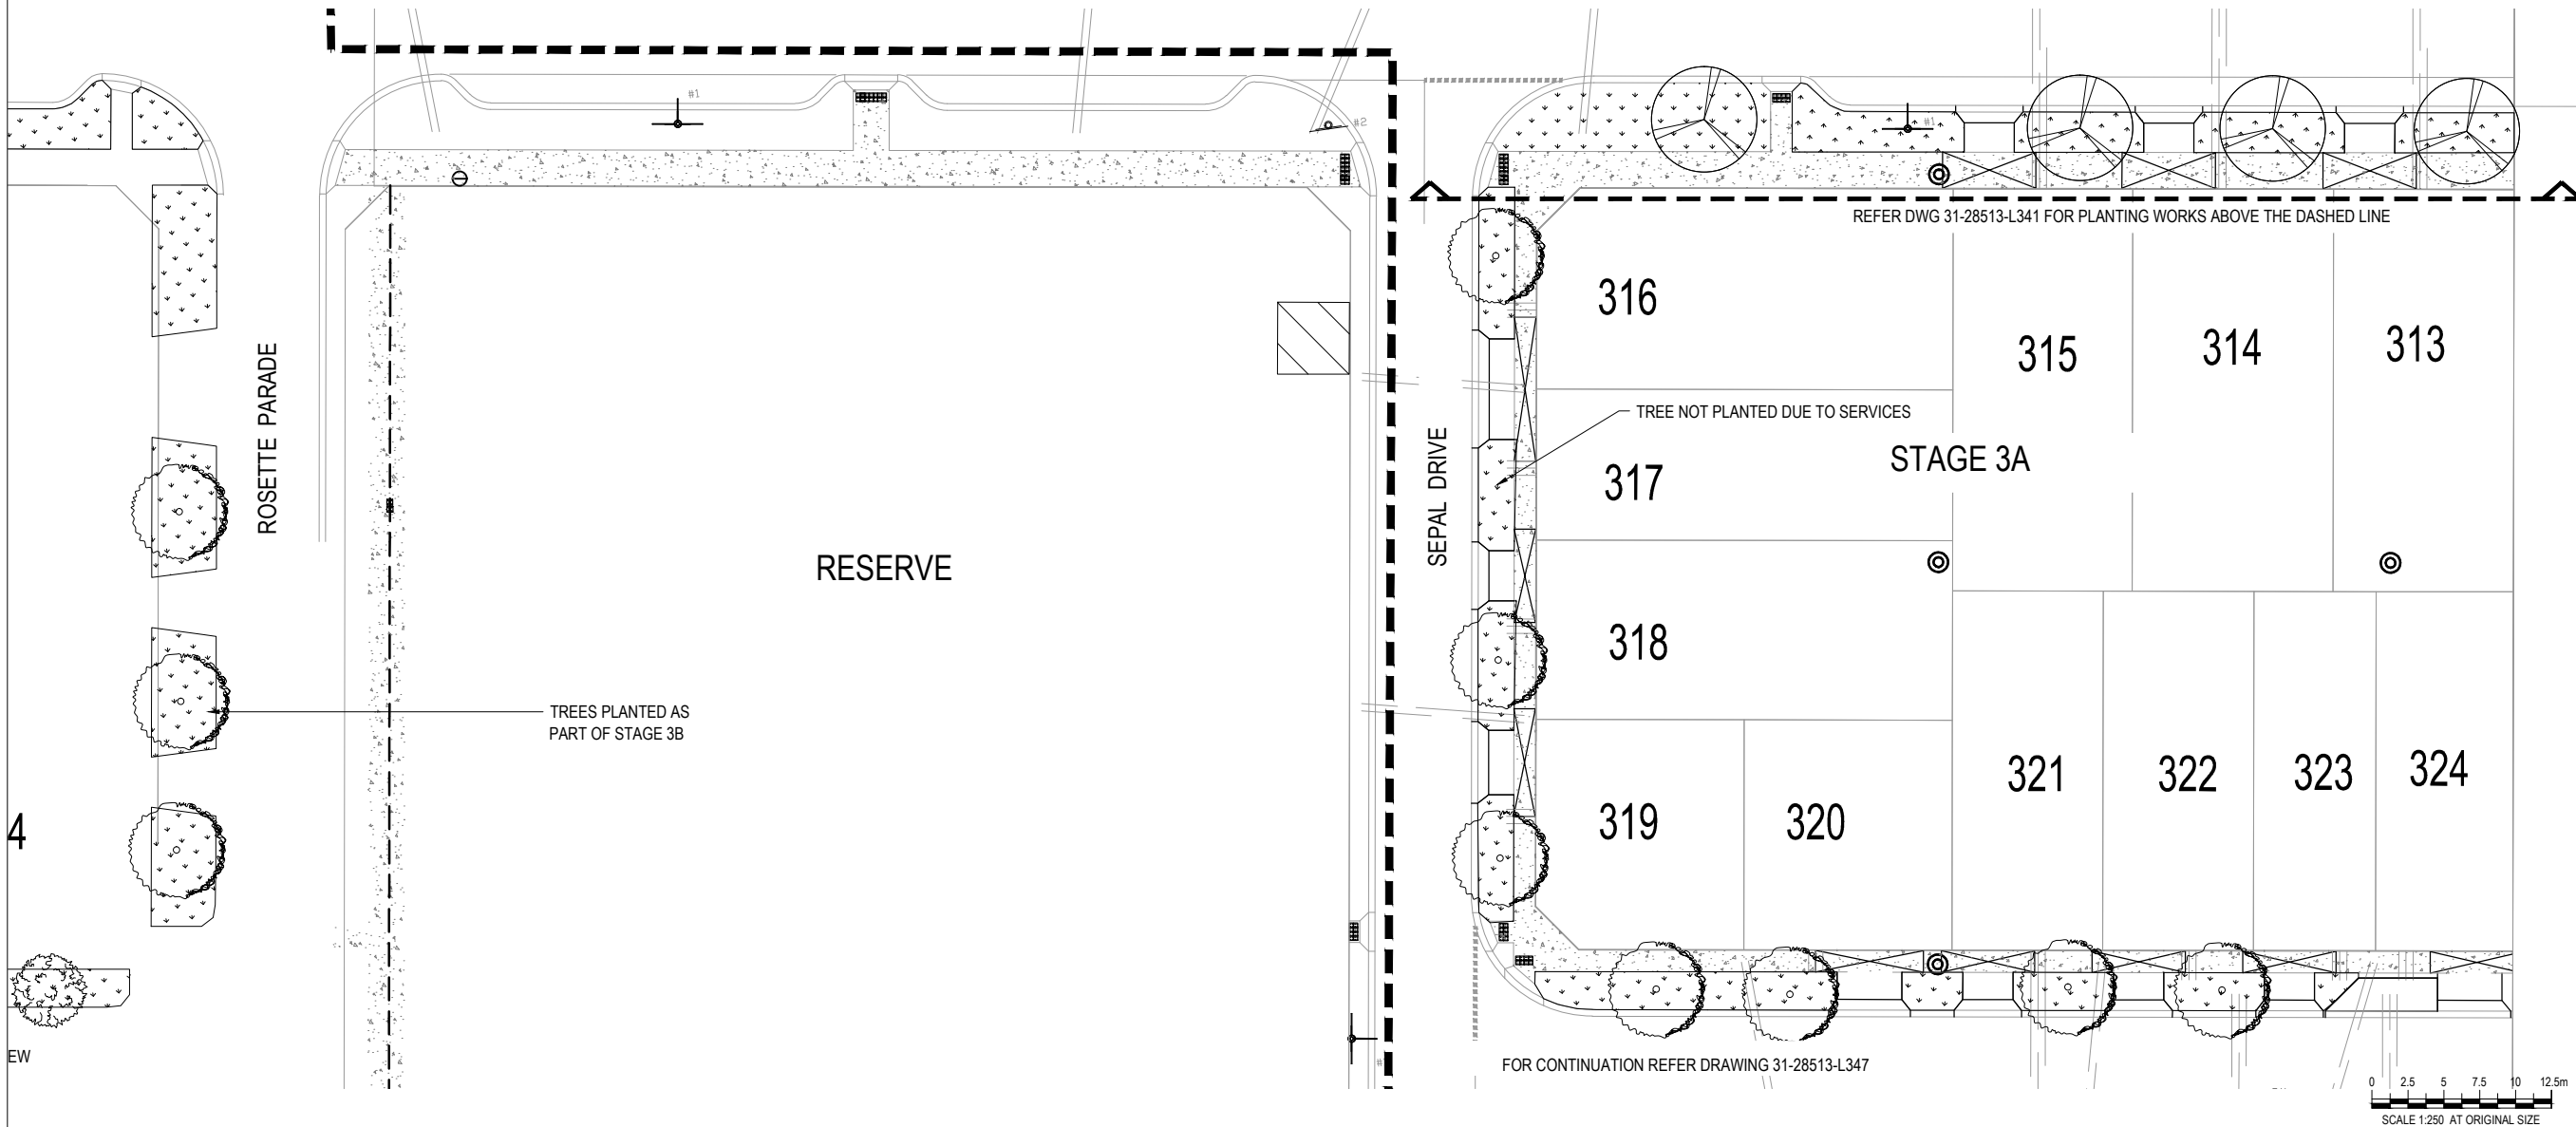 #1
#2
#1
REFER DWG 31-28513-L341 FOR PLANTING WORKS ABOVE THE DASHED LINE
316
315
314
313
ROSETTE PARADE
TREE NOT PLANTED DUE TO SERVICES
SEPAL DRIVE
STAGE 3A
317
RESERVE
318
TREES PLANTED AS
PART OF STAGE 3B
4
319
320
321
322
323
324
EW
FOR CONTINUATION REFER DRAWING 31-28513-L347
0 2.5 5 7.5 10 12.5m
SCALE 1:250 AT ORIGINAL SIZE